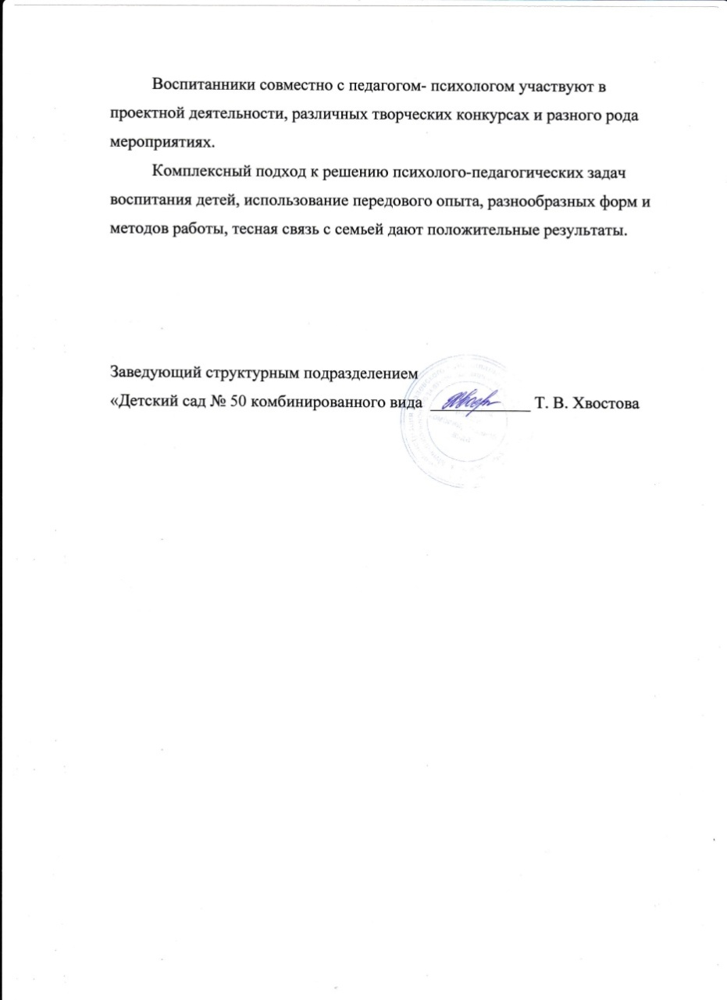 Воспитанники совместно с педагогом- психологом участвуют в
проектной деятельности, различных творческих конкурсах и разного рода
мероприятиях.
Комплексный подход к решению психолого-педагогических задач
воспитания детей, использование передового опыта, разнообразных форм и
методов работы, тесная связь с семьей дают положительные результаты.
Заведующий структурным подразделением
«Детский сад № 50 комбинированного вида ____________ Т. В. Хвостова